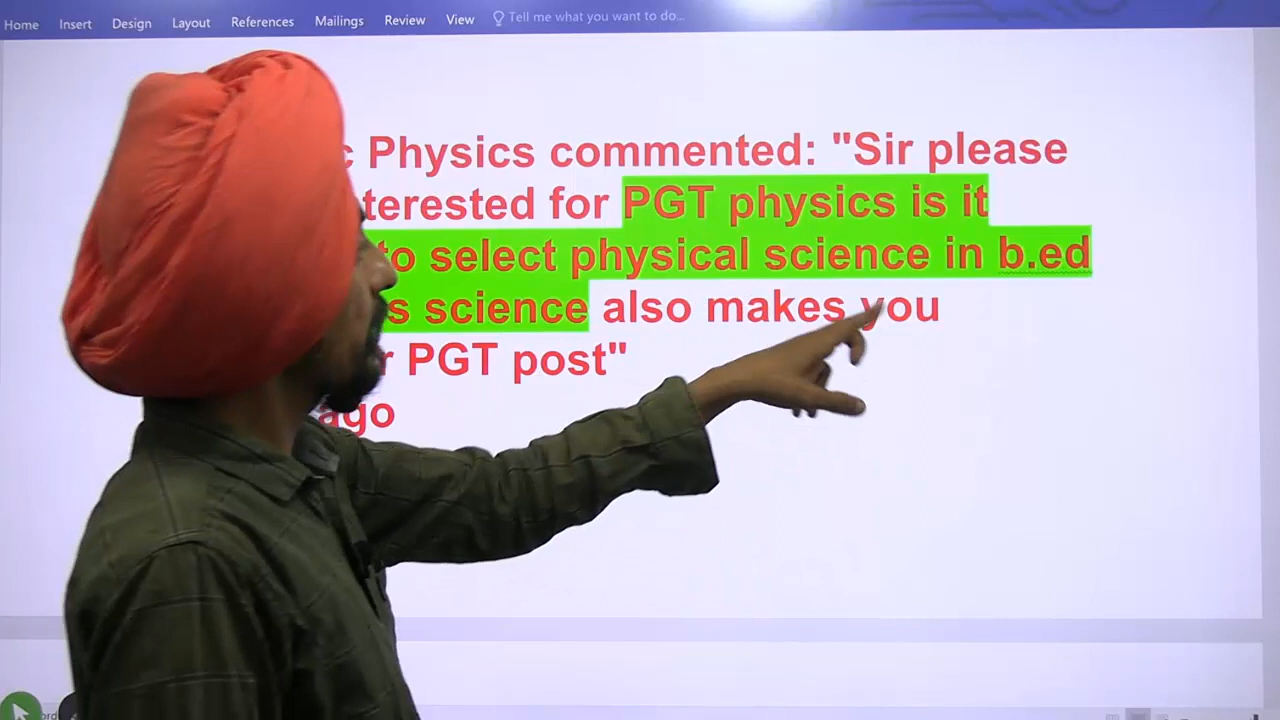 Home Insert Design Layout References Mailings Review View Tell me what you want to do...
Physics commented: "Sir please
terested for PGT physics is it
to select physical science in b.ed
s science also makes you
r PGT post"
ago